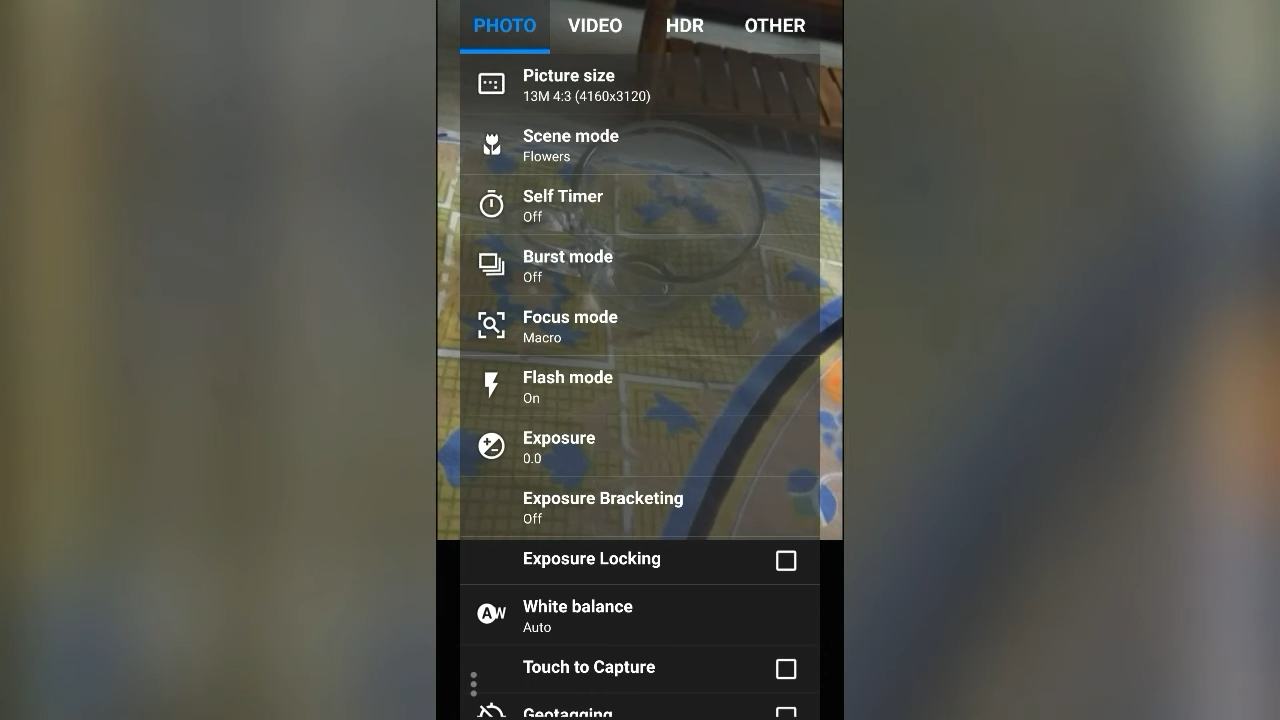 PHOTO VIDEO HDR OTHER
Picture size
13M 4:3 (4160x3120)
Scene mode
Flowers
Self Timer
Off
Burst mode
Off
Focus mode
Macro
Flash mode
On
Exposure
0.0
Exposure Bracketing
Off
Exposure Locking
White balance
Auto
Touch to Capture
Geotagging